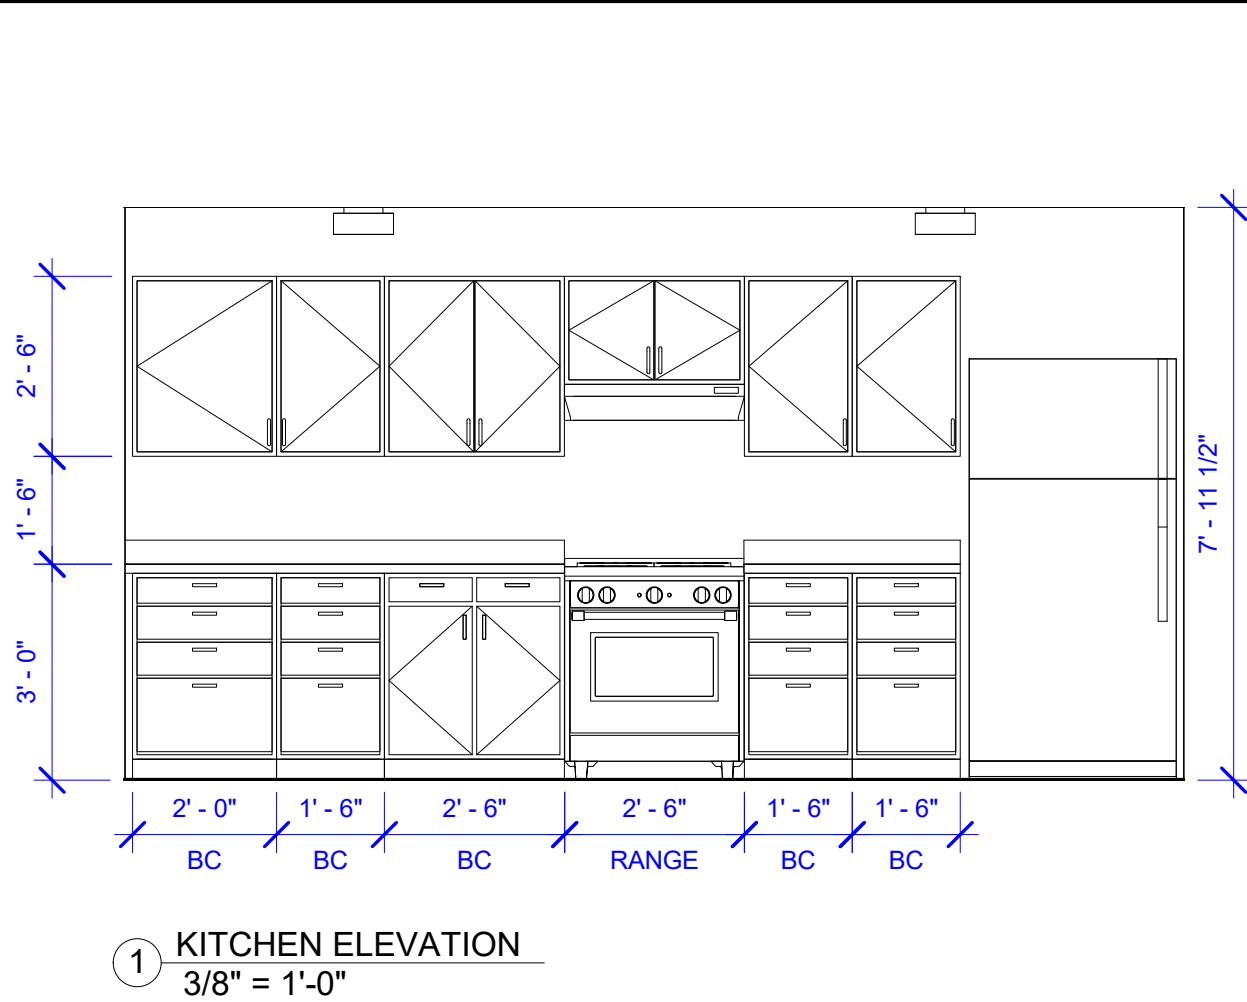 2' - 6"
1' - 6"
3' - 0"
7' - 11 1/2"
2' - 0" 1' - 6" 2' - 6" 2' - 6" 1' - 6" 1' - 6"
BC BC BC RANGE BC BC
1 KITCHEN ELEVATION
3/8" = 1'-0"